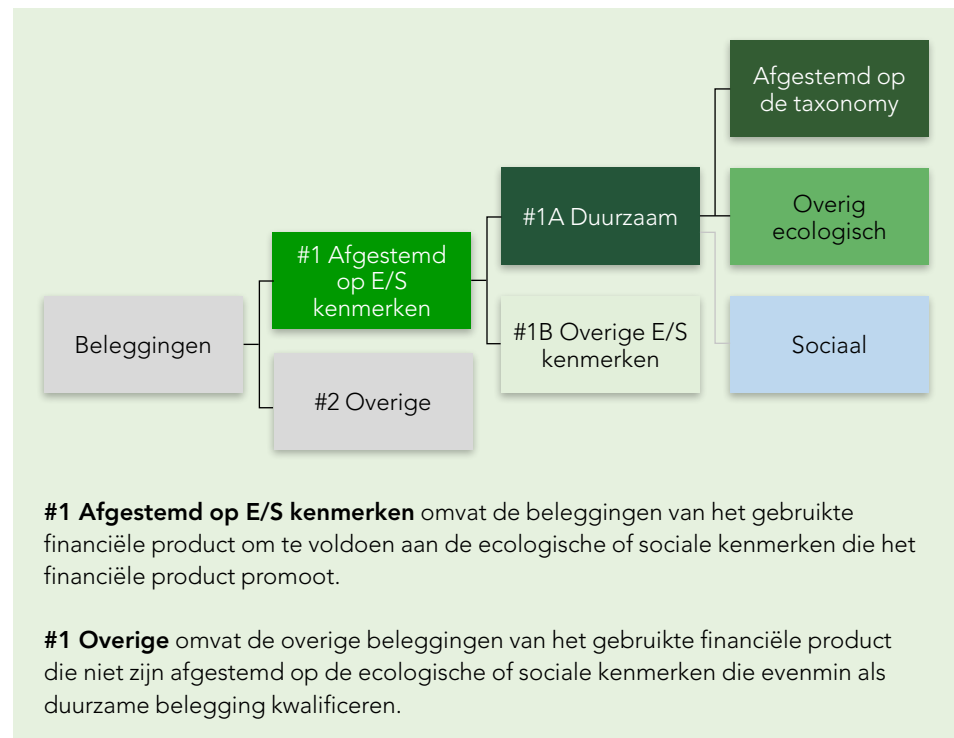 Afgestemd op
de taxonomy
#1A Duurzaam
Overig
ecologisch
#1 Afgestemd
op E/S
kenmerken
Beleggingen
#1B Overige E/S
kenmerken
Sociaal
#2 Overige
#1 Afgestemd op E/S kenmerken omvat de beleggingen van het gebruikte
financiële product om te voldoen aan de ecologische of sociale kenmerken die het
financiële product promoot.
#1 Overige omvat de overige beleggingen van het gebruikte financiële product
die niet zijn afgestemd op de ecologische of sociale kenmerken die evenmin als
duurzame belegging kwalificeren.